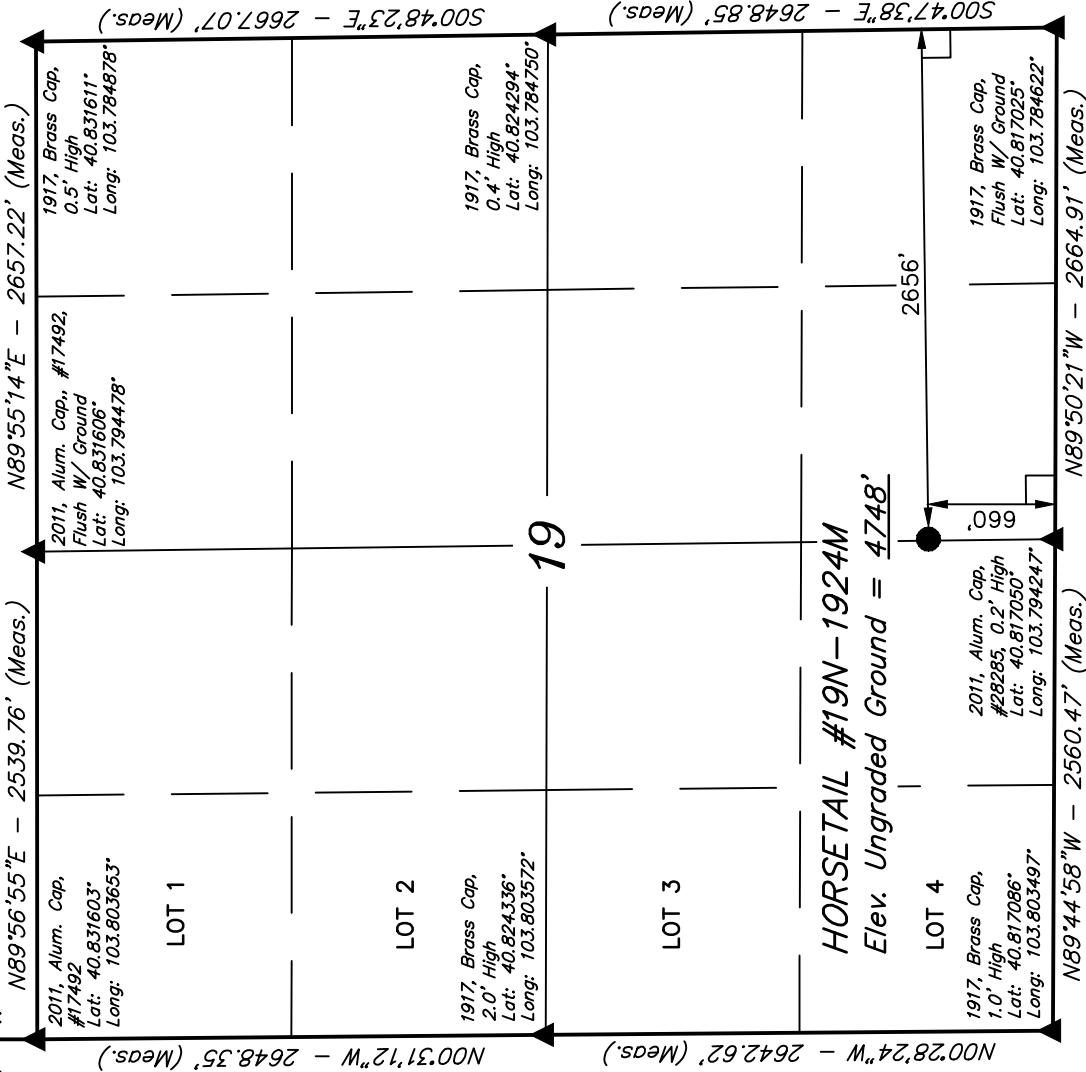 N89°56'55"E – 2539.76' (Meas.)
N89°55'14"E – 2657.22' (Meas.)
2011, Alum. Cap,
#17492
Lat: 40.831603°
Long: 103.803653°
2011, Alum. Cap,, #17492,
Flush W/ Ground
Lat: 40.831606°
Long: 103.794478°
1917, Brass Cap,
0.5' High
Lat: 40.831611°
Long: 103.784878°
LOT 1
N00°31'12"W – 2648.35' (Meas.)
S00°48'23"E – 2667.07' (Meas.)
LOT 2
1917, Brass Cap,
2.0' High
Lat: 40.824336°
Long: 103.803572°
1917, Brass Cap,
0.4' High
Lat: 40.824294°
Long: 103.784750°
19
LOT 3
N00°28'24"W – 2642.62' (Meas.)
S00°47'38"E – 2648.85' (Meas.)
HORSETAIL #19N–1924M
Elev. Ungraded Ground = 4748'
2656'
LOT 4
660'
1917, Brass Cap,
1.0' High
Lat: 40.817086°
Long: 103.803497°
2011, Alum. Cap,
#28285, 0.2' High
Lat: 40.817050°
Long: 103.794247°
1917, Brass Cap,
Flush W/ Ground
Lat: 40.817025°
Long: 103.784622°
N89°44'58"W – 2560.47' (Meas.)
N89°50'21"W – 2664.91' (Meas.)